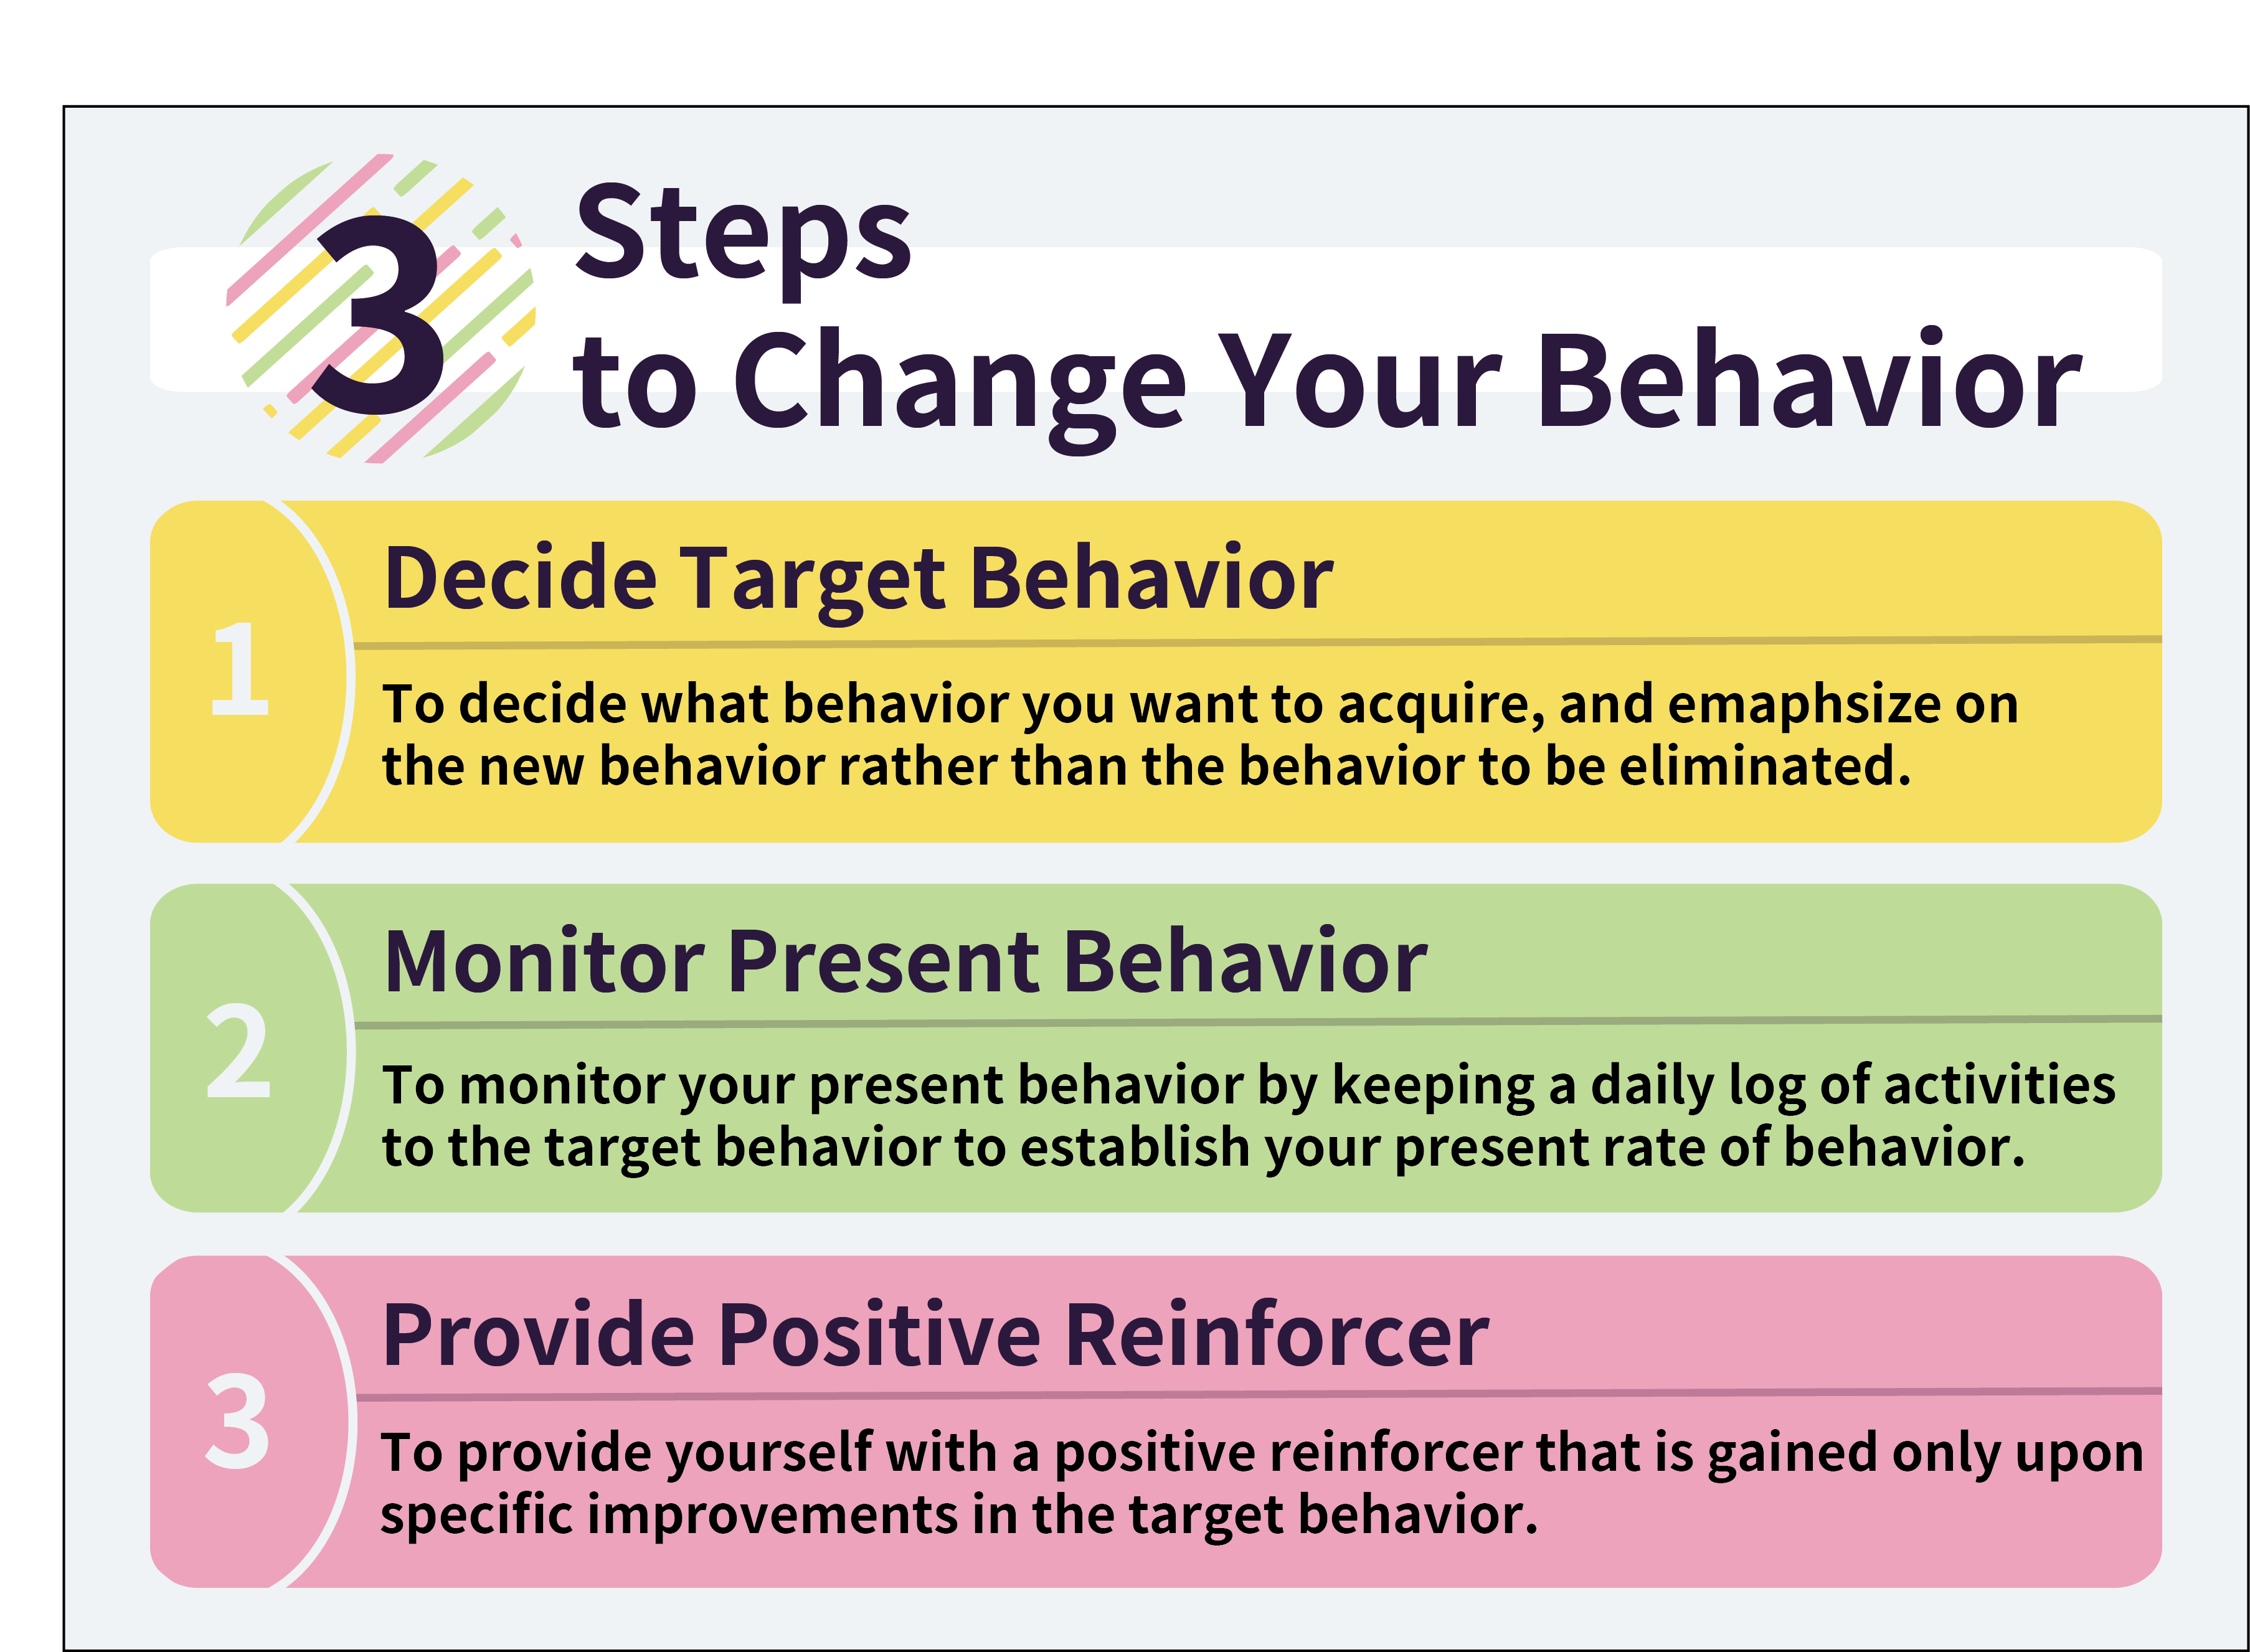 3
Steps
to Change Your Behavior
1
Decide Target Behavior
To decide what behavior you want to acquire, and emaphsize on
the new behavior rather than the behavior to be eliminated.
2
Monitor Present Behavior
To monitor your present behavior by keeping a daily log of activities
to the target behavior to establish your present rate of behavior.
3
Provide Positive Reinforcer
To provide yourself with a positive reinforcer that is gained only upon
specific improvements in the target behavior.